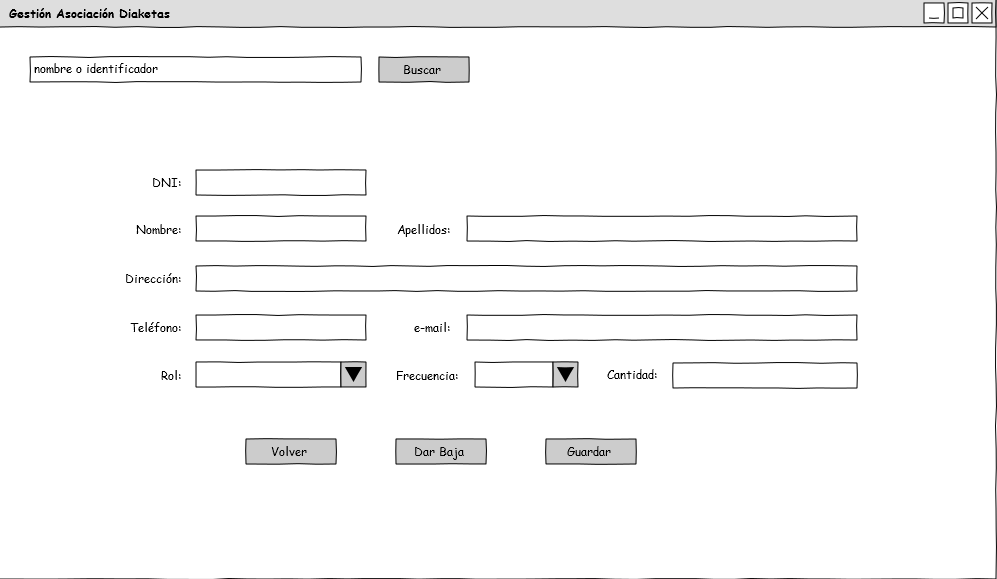 Gestión Asociación Diaketas
nombre o identificador Buscar
DNI:
Nombre: Apellidos:
Dirección:
Teléfono: e-mail:
Rol: Frecuencia: Cantidad:
Volver Dar Baja Guardar